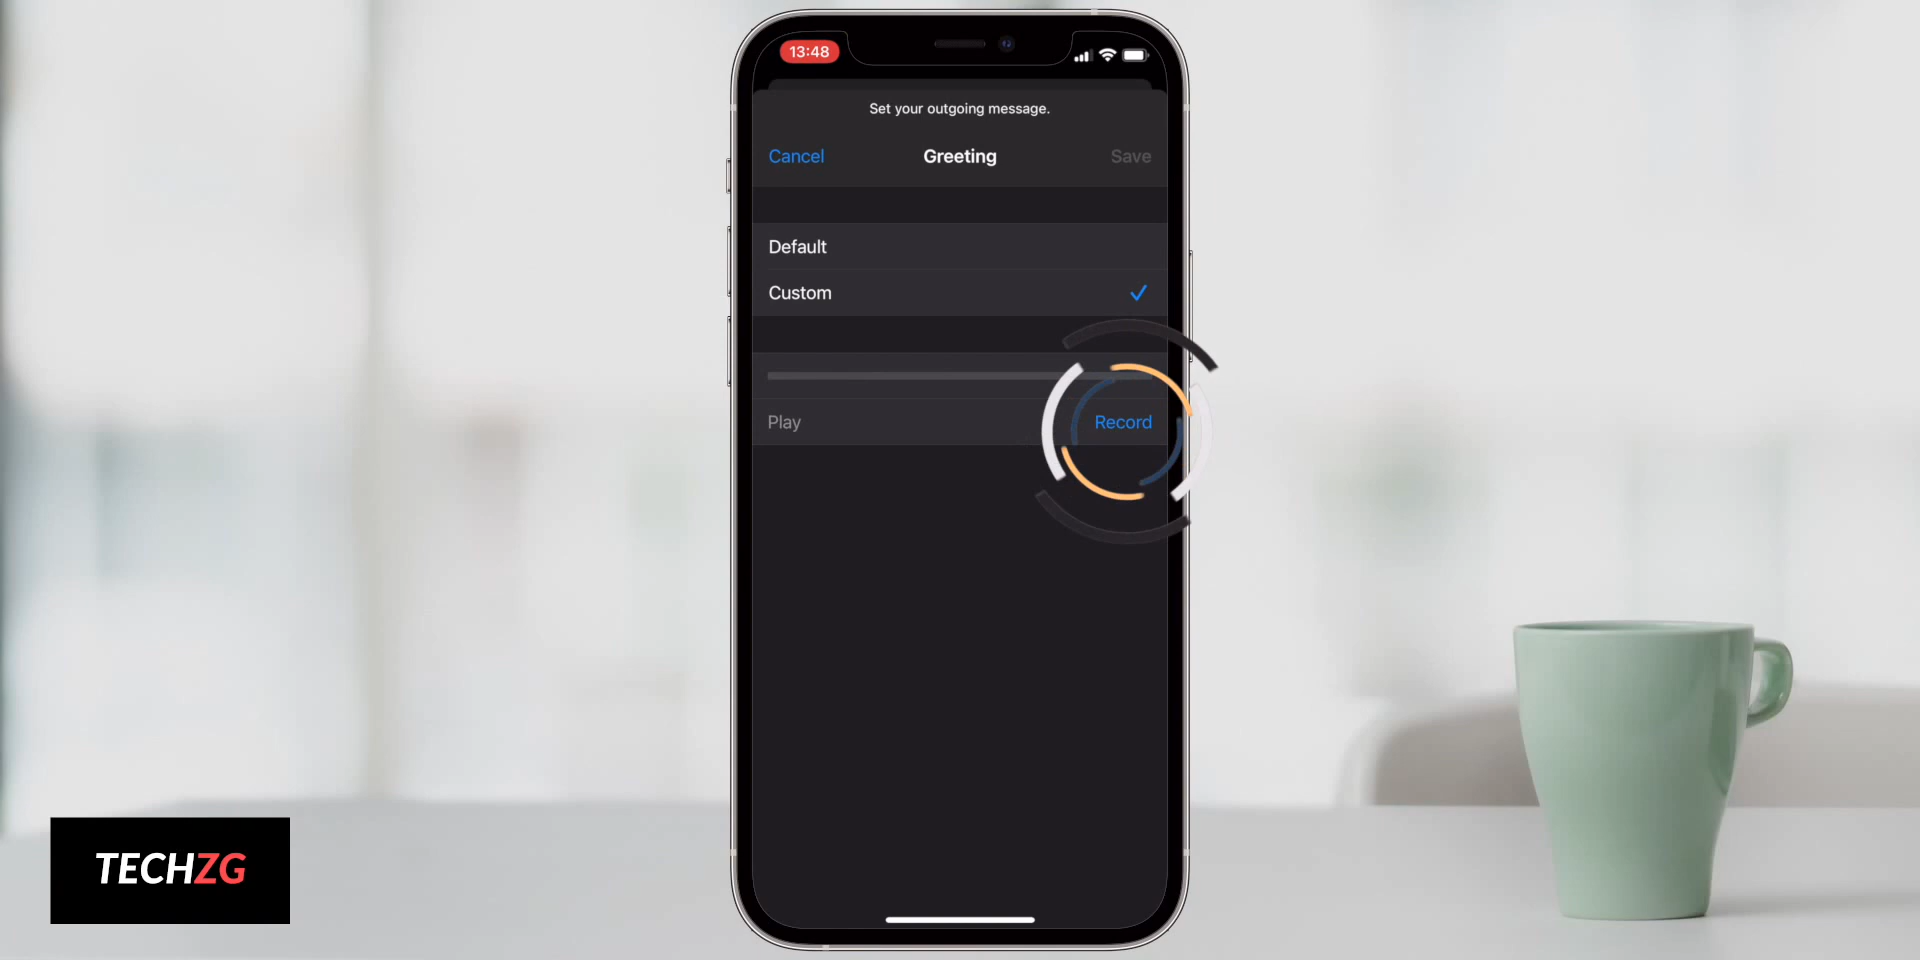 13:48
Set your outgoing message.
Cancel Greeting Save
Default
Custom
Play Record
TECHZG